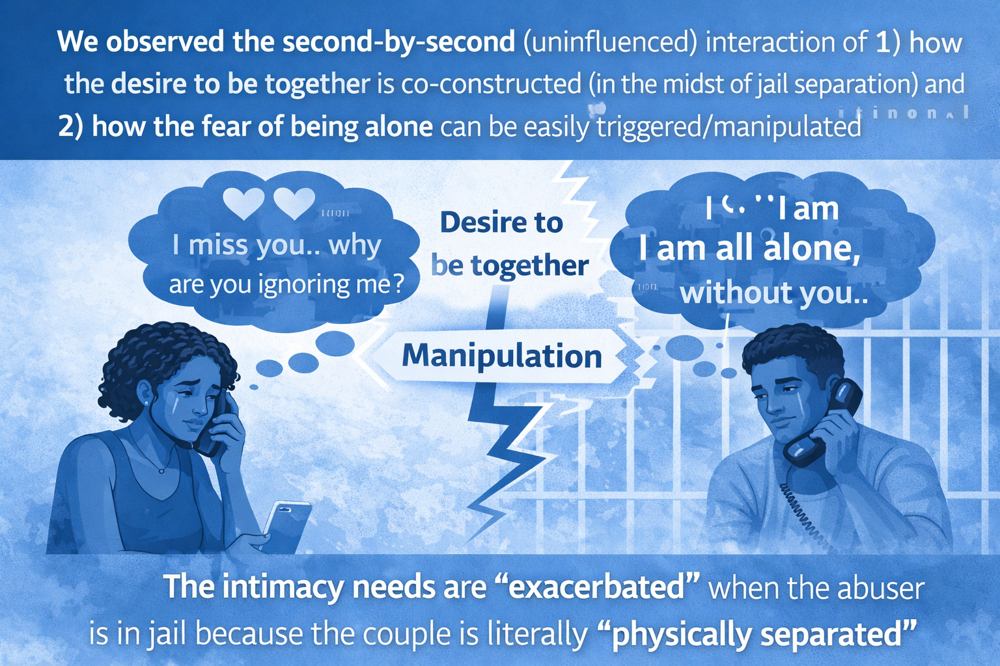 We observed the second-by-second (uninfluenced) interaction of 1) how
the desire to be together is co-constructed (in the midst of jail separation) and
2) how the fear of being alone can be easily triggered/manipulated
I miss you.. why
are you ignoring me?
Desire to
be together
Manipulation
I I am
I am all alone,
without you..
The intimacy needs are “exacerbated” when the abuser
is in jail because the couple is literally “physically separated”